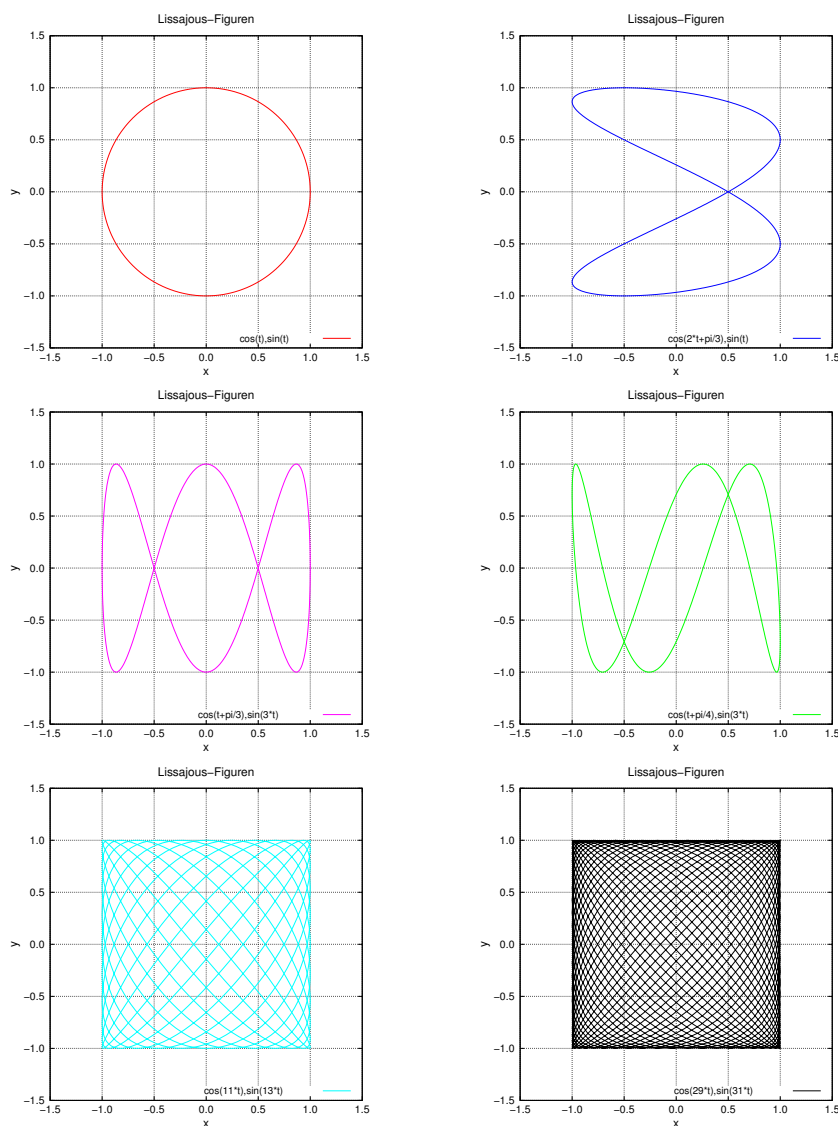 Lissajous−Figuren
1.5
1.0
0.5
y
0.0
−0.5
−1.0
cos(t),sin(t)
−1.5
−1.5 −1.0 −0.5 0.0 0.5 1.0 1.5
x
Lissajous−Figuren
1.5
1.0
0.5
y
0.0
−0.5
−1.0
cos(2*t+pi/3),sin(t)
−1.5
−1.5 −1.0 −0.5 0.0 0.5 1.0 1.5
x
Lissajous−Figuren
1.5
1.0
0.5
y
0.0
−0.5
−1.0
cos(t+pi/3),sin(3*t)
−1.5
−1.5 −1.0 −0.5 0.0 0.5 1.0 1.5
x
Lissajous−Figuren
1.5
1.0
0.5
y
0.0
−0.5
−1.0
cos(t+pi/4),sin(3*t)
−1.5
−1.5 −1.0 −0.5 0.0 0.5 1.0 1.5
x
Lissajous−Figuren
1.5
1.0
0.5
y
0.0
−0.5
−1.0
cos(11*t),sin(13*t)
−1.5
−1.5 −1.0 −0.5 0.0 0.5 1.0 1.5
x
Lissajous−Figuren
1.5
1.0
0.5
y
0.0
−0.5
−1.0
cos(29*t),sin(31*t)
−1.5
−1.5 −1.0 −0.5 0.0 0.5 1.0 1.5
x